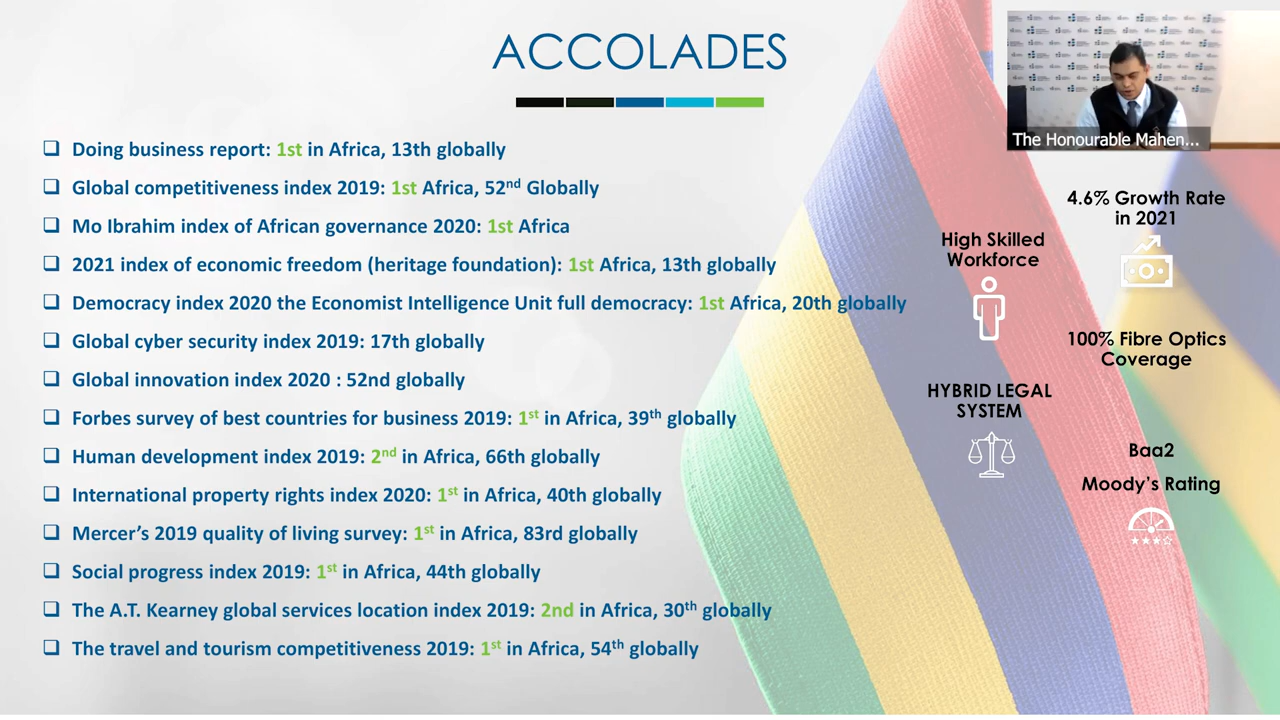 ACCOLADES
Doing business report: 1st in Africa, 13th globally
Global competitiveness index 2019: 1st Africa, 52nd Globally
Mo Ibrahim index of African governance 2020: 1st Africa
2021 index of economic freedom (heritage foundation): 1st Africa, 13th globally
Democracy index 2020 the Economist Intelligence Unit full democracy: 1st Africa, 20th globally
Global cyber security index 2019: 17th globally
Global innovation index 2020 : 52nd globally
Forbes survey of best countries for business 2019: 1st in Africa, 39th globally
Human development index 2019: 2nd in Africa, 66th globally
International property rights index 2020: 1st in Africa, 40th globally
Mercer’s 2019 quality of living survey: 1st in Africa, 83rd globally
Social progress index 2019: 1st in Africa, 44th globally
The A.T. Kearney global services location index 2019: 2nd in Africa, 30th globally
The travel and tourism competitiveness 2019: 1st in Africa, 54th globally
The Honourable Mahen...
High Skilled
Workforce
4.6% Growth Rate
in 2021
HYBRID LEGAL
SYSTEM
100% Fibre Optics
Coverage
Baa2
Moody’s Rating